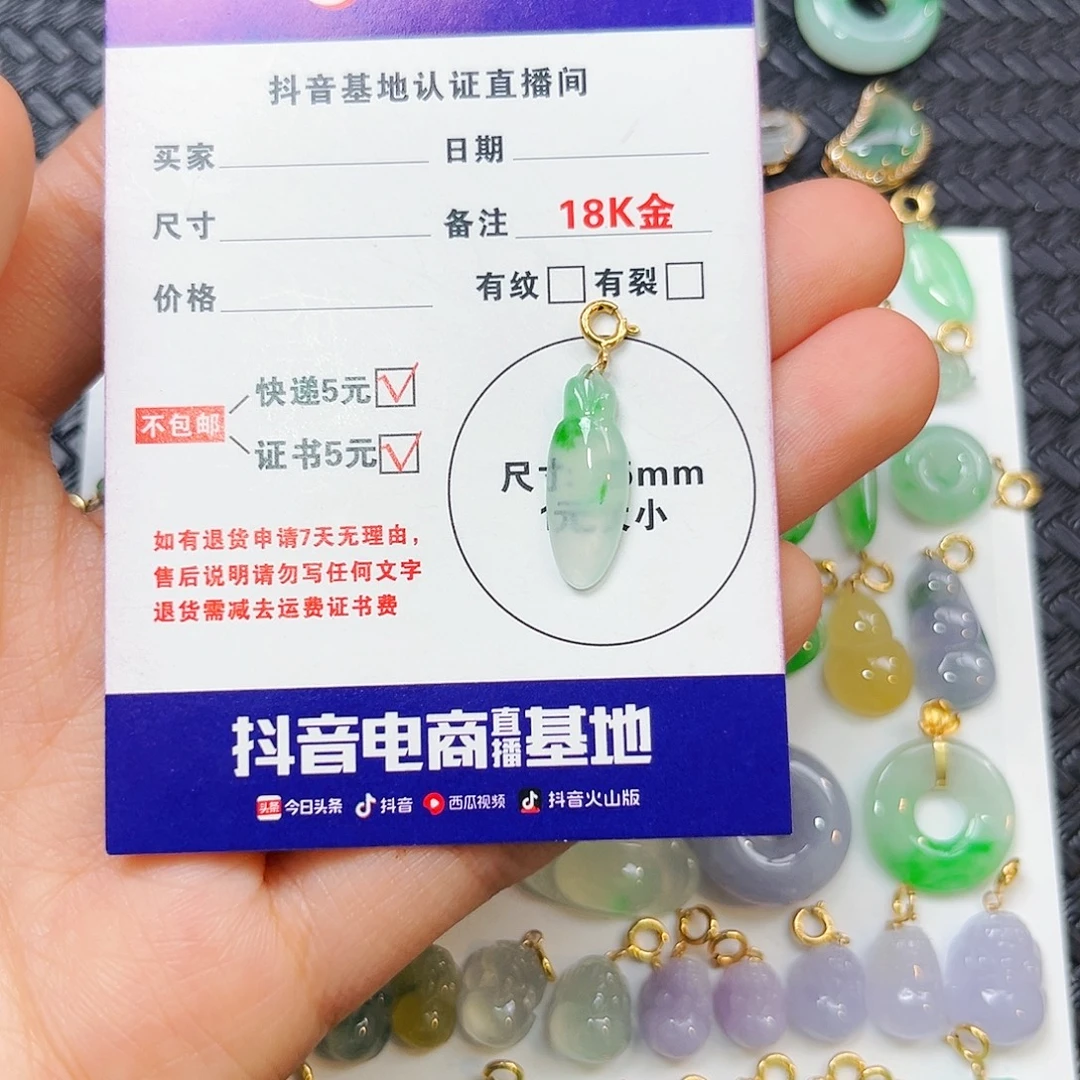 抖音基地认证直播间
买家 日期
尺寸 备注 18K金
价格
有纹 有裂
快递5元
不包邮
证书5元
尺 mm
小
如有退货申请7天无理由，
售后说明请勿写任何文字
退货需减去运费证书费
抖音电商直播基地
头条 今日头条 抖音 西瓜视频 抖音火山版